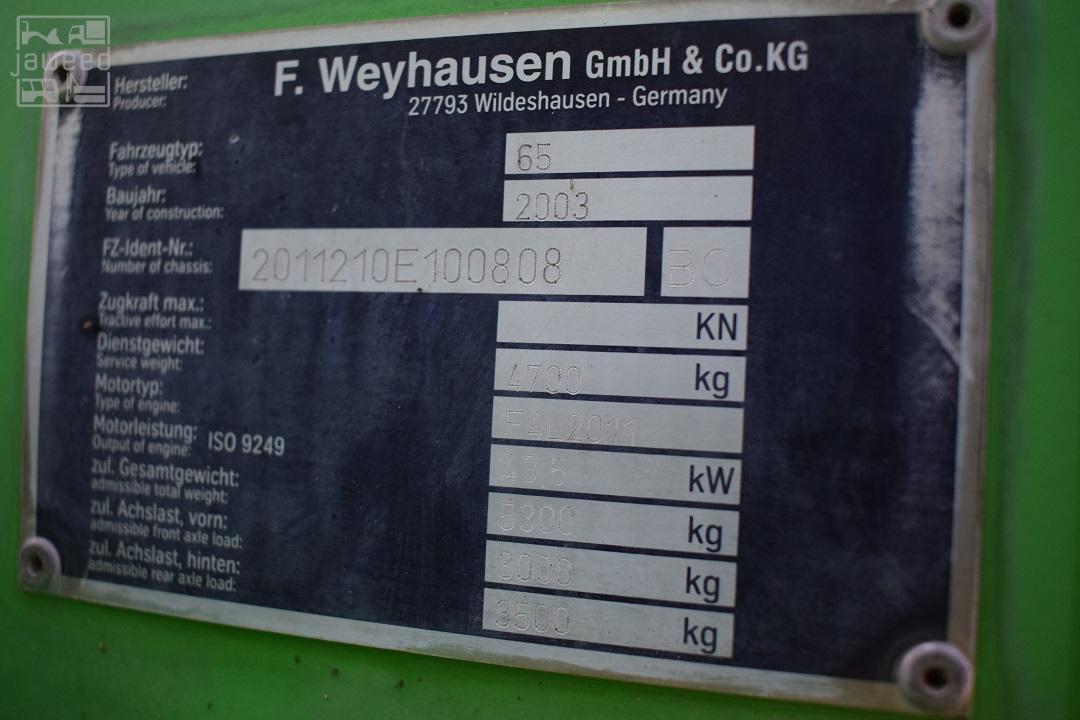 jaweed
Hersteller: F. Weyhausen GmbH & Co.KG
Producer: 27793 Wildeshausen - Germany
Fahrzeugtyp: 65
Type of vehicle:
Baujahr: 2003
Year of construction:
FZ-Ident-Nr.: 2011210E100808 BO
Number of chassis:
Zugkraft max.: KN
Tractive effort max.:
Dienstgewicht: 4700 kg
Service weight:
Motortyp: F4L2011
Type of engine:
Motorleistung: ISO 9249 43.5 kW
Output of engine:
zul. Gesamtgewicht: 5300 kg
admissible total weight:
zul. Achslast, vorn: 3000 kg
admissible front axle load:
zul. Achslast, hinten: 3500 kg
admissible rear axle load: